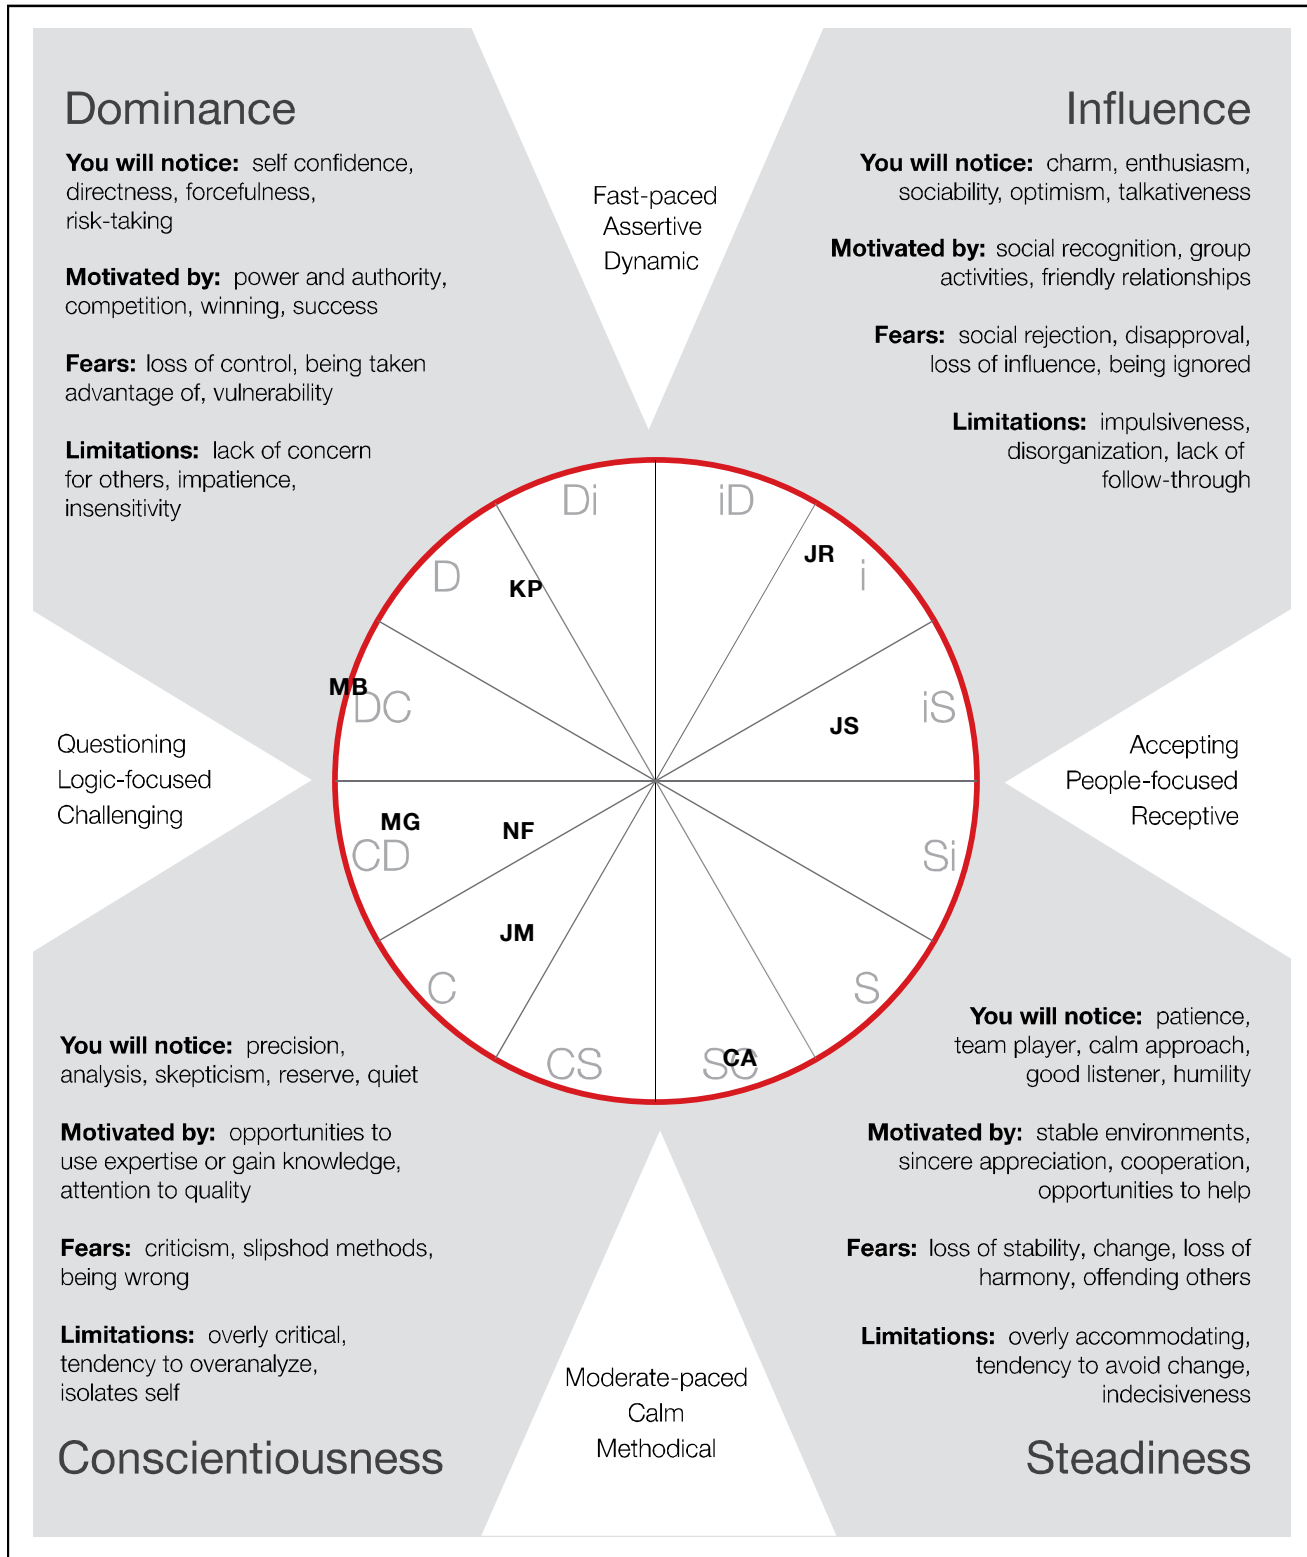 Dominance
You will notice: self confidence,
directness, forcefulness,
risk-taking
Motivated by: power and authority,
competition, winning, success
Fears: loss of control, being taken
advantage of, vulnerability
Limitations: lack of concern
for others, impatience,
insensitivity
Fast-paced
Assertive
Dynamic
Influence
You will notice: charm, enthusiasm,
sociability, optimism, talkativeness
Motivated by: social recognition, group
activities, friendly relationships
Fears: social rejection, disapproval,
loss of influence, being ignored
Limitations: impulsiveness,
disorganization, lack of
follow-through
Di
iD
D
KP
JR
i
MB
DC
JS
iS
Questioning
Logic-focused
Challenging
Accepting
People-focused
Receptive
MG
NF
CD
Si
JM
C
S
CS
SC
CA
You will notice: precision,
analysis, skepticism, reserve, quiet
Motivated by: opportunities to
use expertise or gain knowledge,
attention to quality
Fears: criticism, slipshod methods,
being wrong
Limitations: overly critical,
tendency to overanalyze,
isolates self
Conscientiousness
Moderate-paced
Calm
Methodical
You will notice: patience,
team player, calm approach,
good listener, humility
Motivated by: stable environments,
sincere appreciation, cooperation,
opportunities to help
Fears: loss of stability, change, loss of
harmony, offending others
Limitations: overly accommodating,
tendency to avoid change,
indecisiveness
Steadiness